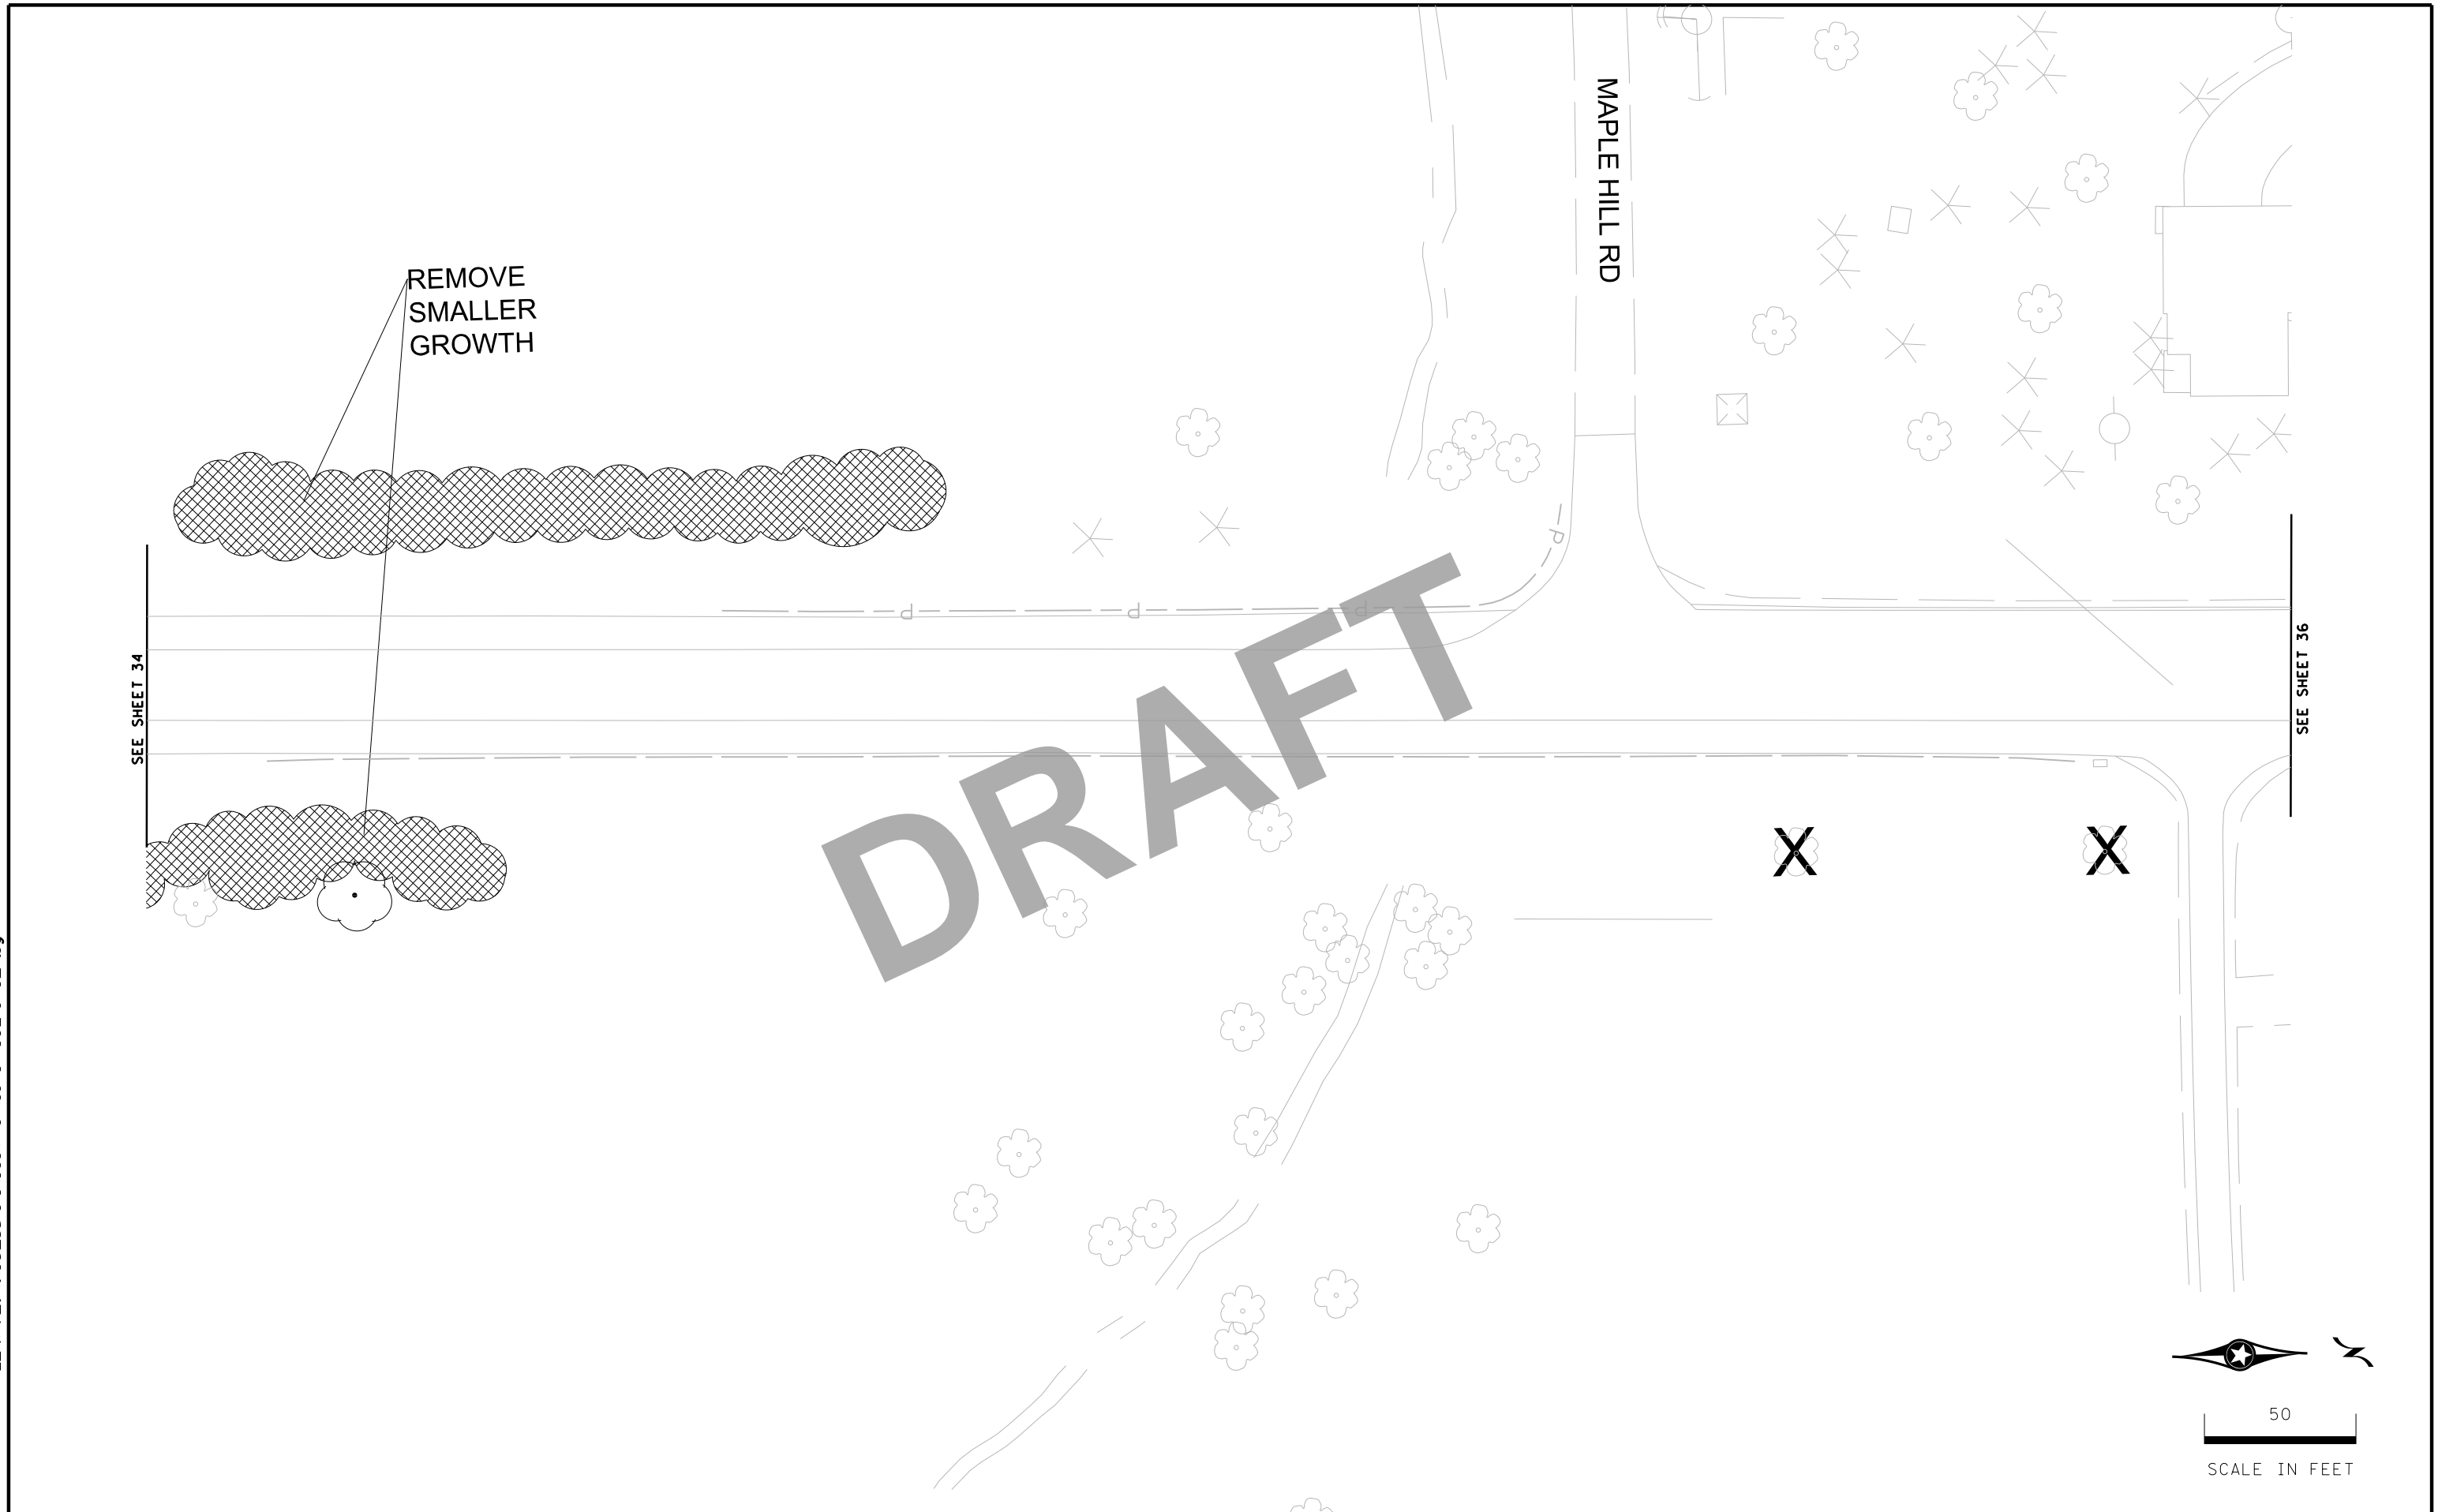 MAPLE HILL RD
REMOVE
SMALLER
GROWTH
P
P
P
P
SEE SHEET 34
SEE SHEET 36
DRAFT
X
X
N
50
SCALE IN FEET